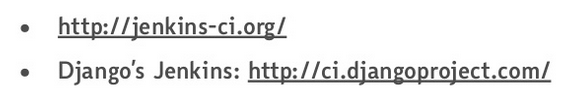 • http://jenkins-ci.org/
• Django's Jenkins: http://ci.djangoproject.com/